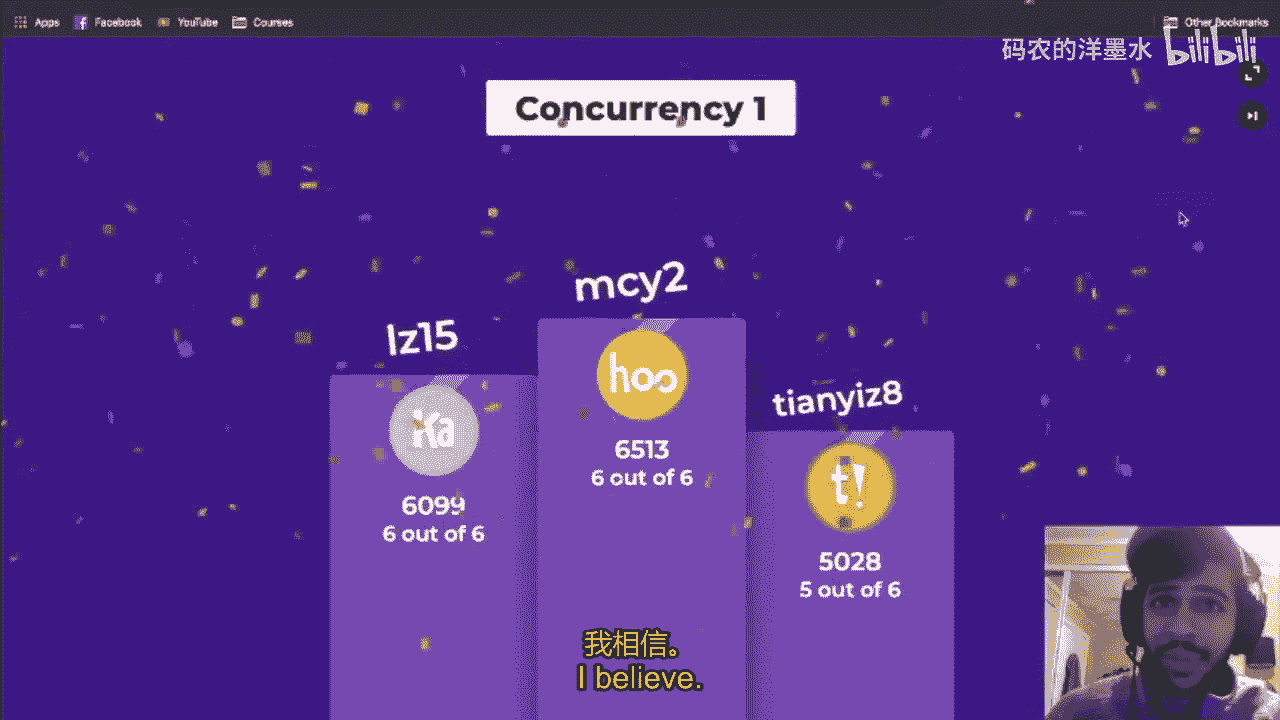 Apps Facebook YouTube Courses Other Bookmarks
码农的洋墨水 bilibili
Concurrency 1
mcy2
lz15
tianyiz8
hoo
ika
t!
6513
6 out of 6
6099
6 out of 6
5028
5 out of 6
我相信。
I believe.